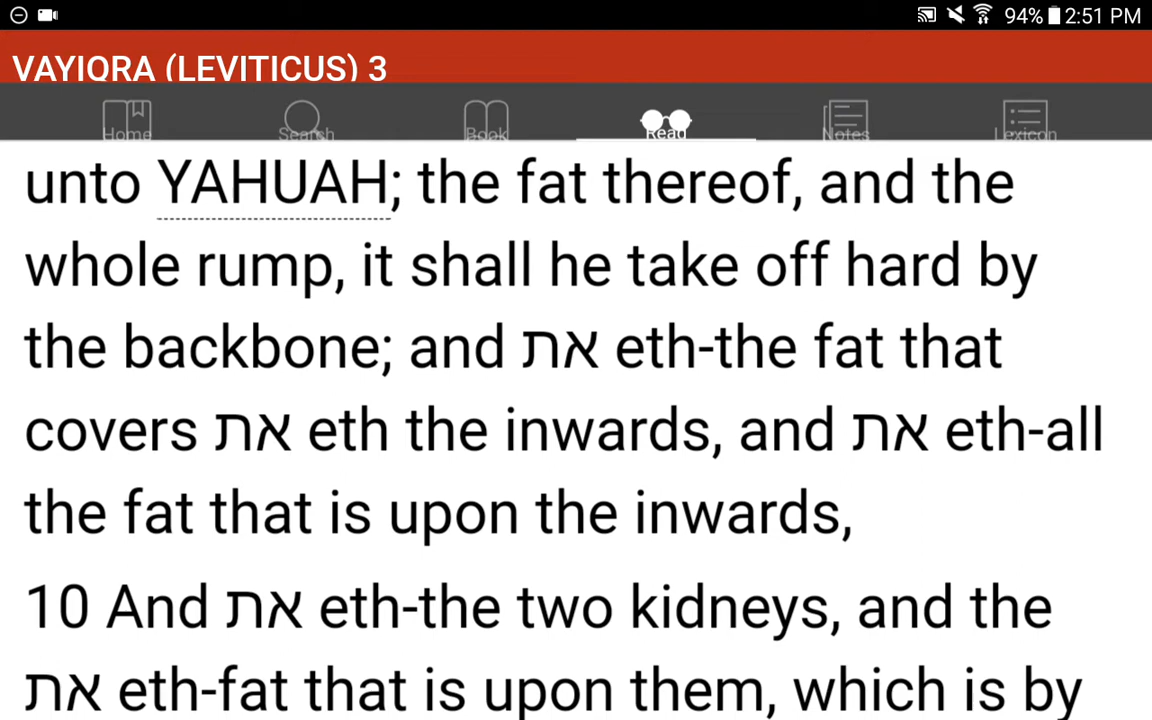 94% 2:51 PM
VAYIQRA (LEVITICUS) 3
Home Search Book Read Notes Lexicon
unto YAHUAH; the fat thereof, and the
whole rump, it shall he take off hard by
the backbone; and את eth-the fat that
covers את eth the inwards, and את eth-all
the fat that is upon the inwards,
10 And את eth-the two kidneys, and the
את eth-fat that is upon them, which is by